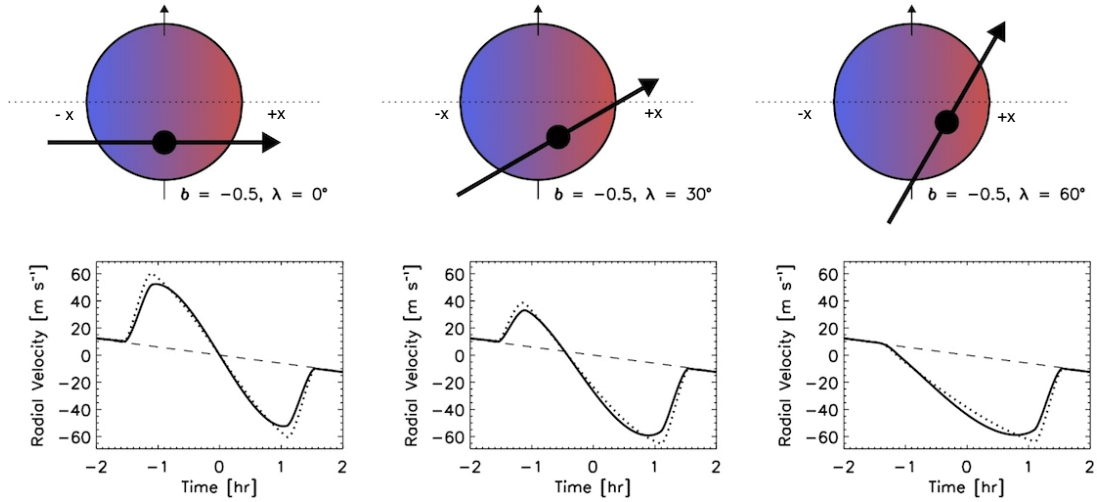 - x +x
b = −0.5, λ = 0°
-x +x
b = −0.5, λ = 30°
-x +x
b = −0.5, λ = 60°
Radial Velocity [m s⁻¹]
60
40
20
0
−20
−40
−60
−2 −1 0 1 2
Time [hr]
Radial Velocity [m s⁻¹]
60
40
20
0
−20
−40
−60
−2 −1 0 1 2
Time [hr]
Radial Velocity [m s⁻¹]
60
40
20
0
−20
−40
−60
−2 −1 0 1 2
Time [hr]